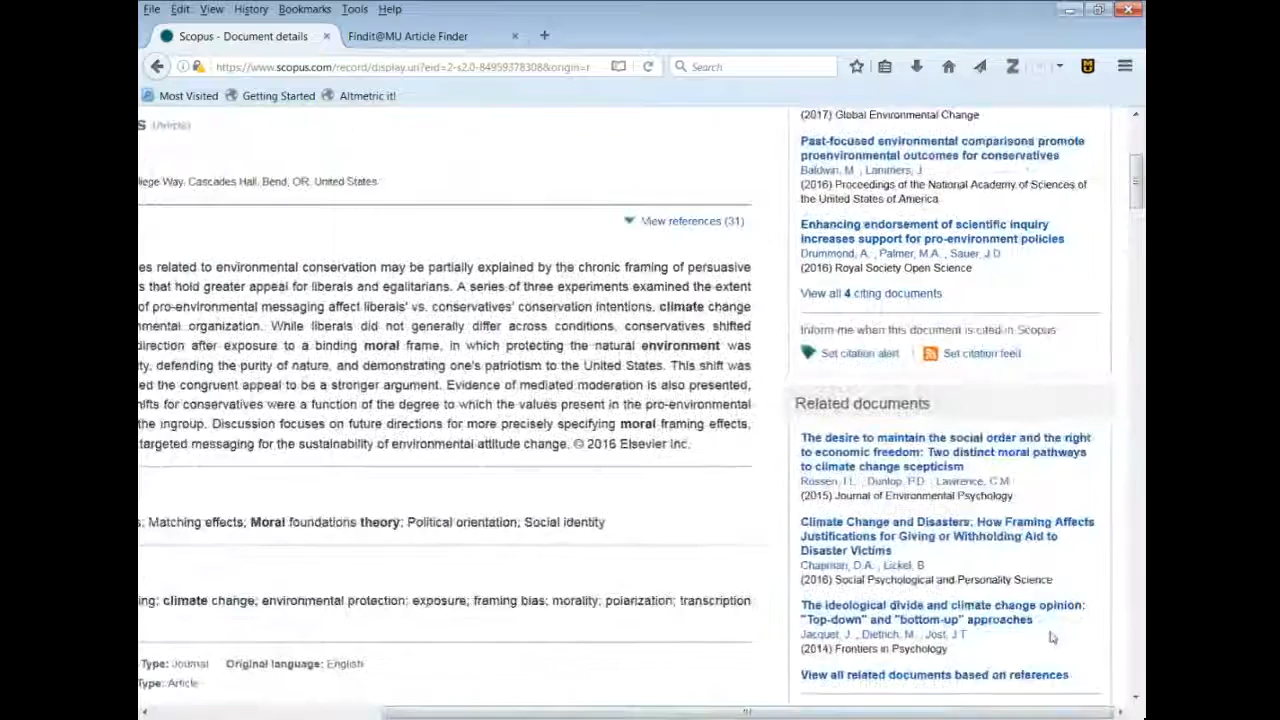 File Edit View History Bookmarks Tools Help
Scopus - Document details
Findit@MU Article Finder
https://www.scopus.com/record/display.uri?eid=2-s2.0-84959378308&origin=r
Search
Most Visited Getting Started Altmetric it!
s (Article)
llege Way, Cascades Hall, Bend, OR, United States
View references (31)
es related to environmental conservation may be partially explained by the chronic framing of persuasive
s that hold greater appeal for liberals and egalitarians. A series of three experiments examined the extent
of pro-environmental messaging affect liberals' vs. conservatives' conservation intentions, climate change
nmental organization. While liberals did not generally differ across conditions, conservatives shifted
direction after exposure to a binding moral frame, in which protecting the natural environment was
ty, defending the purity of nature, and demonstrating one's patriotism to the United States. This shift was
ed the congruent appeal to be a stronger argument. Evidence of mediated moderation is also presented,
hifts for conservatives were a function of the degree to which the values present in the pro-environmental
the ingroup. Discussion focuses on future directions for more precisely specifying moral framing effects,
targeted messaging for the sustainability of environmental attitude change. © 2016 Elsevier Inc.
s; Matching effects; Moral foundations theory; Political orientation; Social identity
ing; climate change; environmental protection; exposure; framing bias; morality; polarization; transcription
Type: Journal Original language: English
Type: Article
(2017) Global Environmental Change
Past-focused environmental comparisons promote
proenvironmental outcomes for conservatives
Baldwin, M. , Lammers, J.
(2016) Proceedings of the National Academy of Sciences of
the United States of America
Enhancing endorsement of scientific inquiry
increases support for pro-environment policies
Drummond, A. , Palmer, M.A. , Sauer, J.D.
(2016) Royal Society Open Science
View all 4 citing documents
Inform me when this document is cited in Scopus:
Set citation alert Set citation feed
Related documents
The desire to maintain the social order and the right
to economic freedom: Two distinct moral pathways
to climate change scepticism
Rossen, I.L. , Dunlop, P.D. , Lawrence, C.M.
(2015) Journal of Environmental Psychology
Climate Change and Disasters: How Framing Affects
Justifications for Giving or Withholding Aid to
Disaster Victims
Chapman, D.A. , Lickel, B.
(2016) Social Psychological and Personality Science
The ideological divide and climate change opinion:
"Top-down" and "bottom-up" approaches
Jacquet, J. , Dietrich, M. , Jost, J.T.
(2014) Frontiers in Psychology
View all related documents based on references